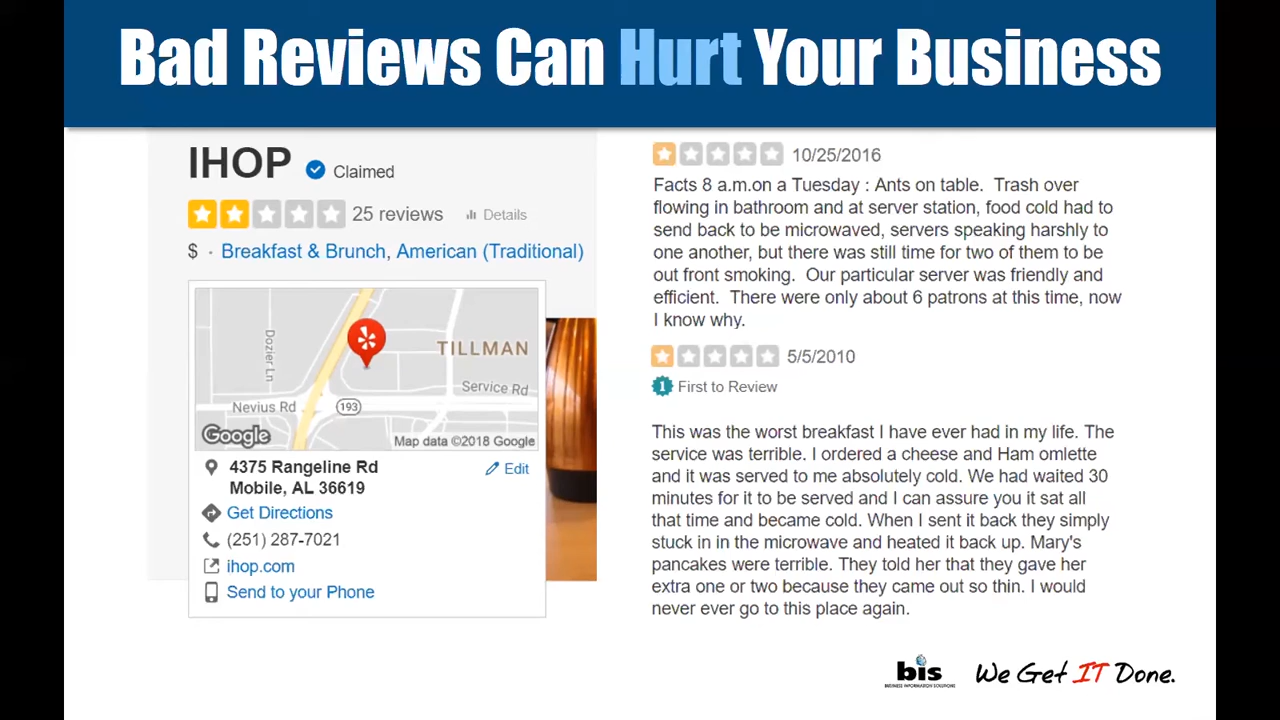 Bad Reviews Can Hurt Your Business
IHOP Claimed
25 reviews Details
$ · Breakfast & Brunch, American (Traditional)
Dozier Ln
TILLMAN
Service Rd
Nevius Rd
193
Google
Map data ©2018 Google
4375 Rangeline Rd
Mobile, AL 36619
Edit
Get Directions
(251) 287-7021
ihop.com
Send to your Phone
10/25/2016
Facts 8 a.m.on a Tuesday : Ants on table. Trash over
flowing in bathroom and at server station, food cold had to
send back to be microwaved, servers speaking harshly to
one another, but there was still time for two of them to be
out front smoking. Our particular server was friendly and
efficient. There were only about 6 patrons at this time, now
I know why.
5/5/2010
1 First to Review
This was the worst breakfast I have ever had in my life. The
service was terrible. I ordered a cheese and Ham omlette
and it was served to me absolutely cold. We had waited 30
minutes for it to be served and I can assure you it sat all
that time and became cold. When I sent it back they simply
stuck in in the microwave and heated it back up. Mary's
pancakes were terrible. They told her that they gave her
extra one or two because they came out so thin. I would
never ever go to this place again.
bis
BUSINESS INFORMATION SOLUTIONS
We Get IT Done.